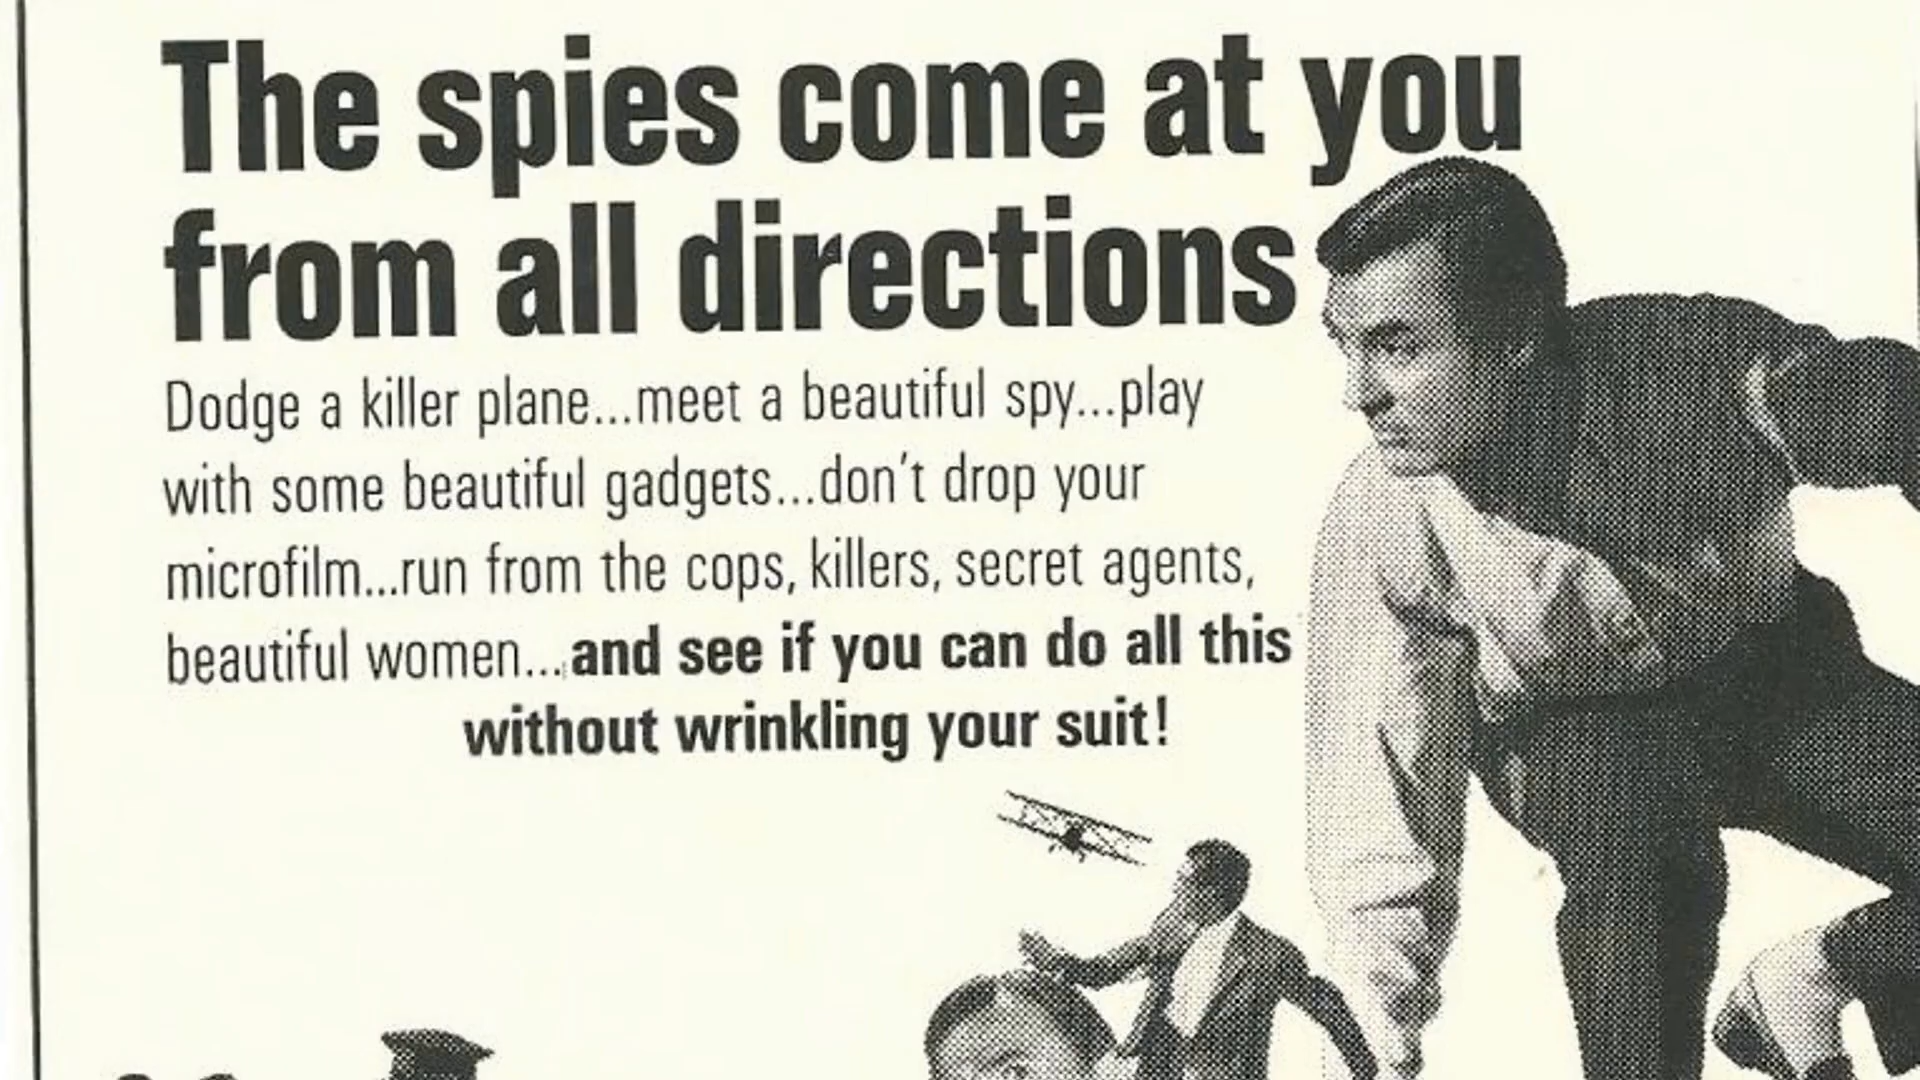 The spies come at you
from all directions
Dodge a killer plane...meet a beautiful spy...play
with some beautiful gadgets...don't drop your
microfilm...run from the cops, killers, secret agents,
beautiful women...and see if you can do all this
without wrinkling your suit!